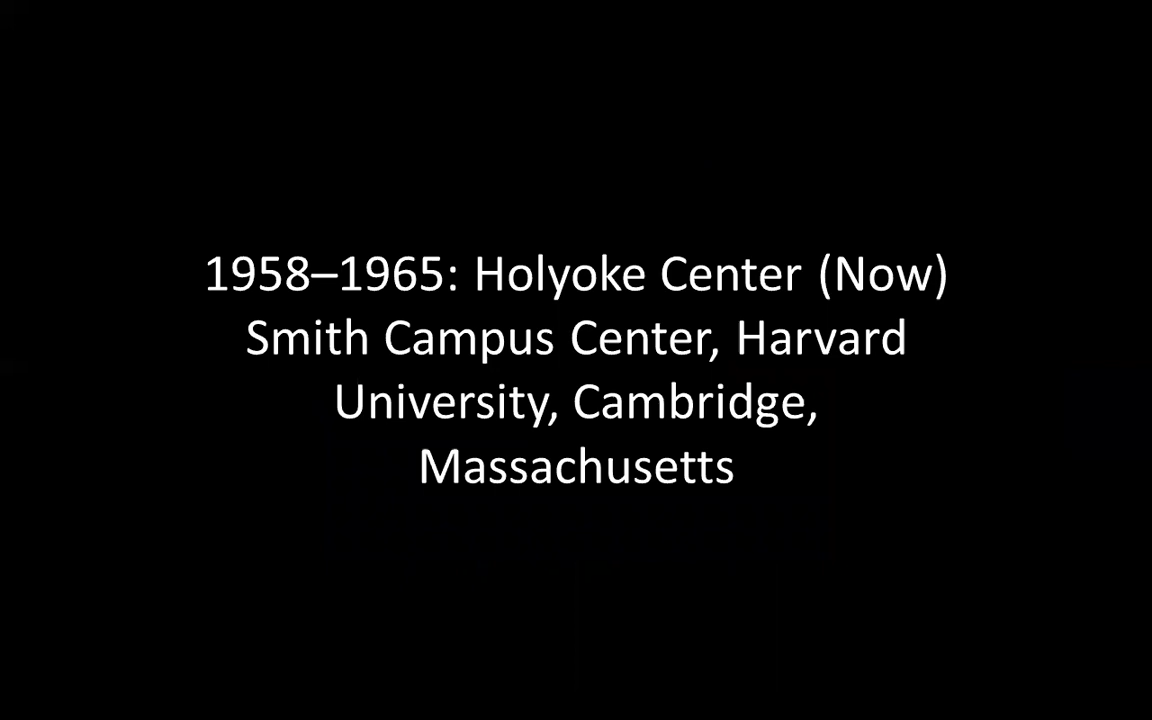 1958–1965: Holyoke Center (Now)
Smith Campus Center, Harvard
University, Cambridge,
Massachusetts